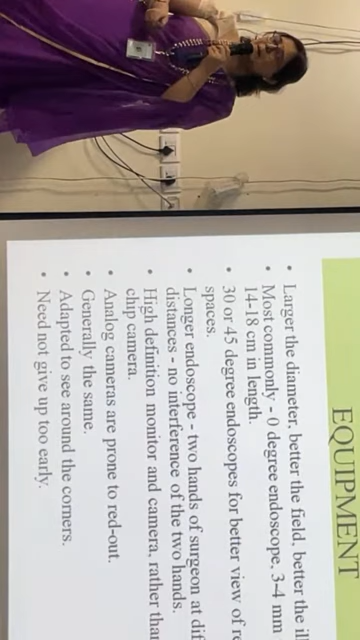 EQUIPMENT
• Larger the diameter, better the field, better the
• Most commonly - 0 degree endoscope, 3-4 mm
14-18 cm in length.
• 30 or 45 degree endoscopes for better view of
spaces.
• Longer endoscope - two hands of surgeon at
distances - no interference of the two hands.
• High definition monitor and camera, rather than
chip camera.
• Analog cameras are prone to red-out.
• Generally the same.
• Adapted to see around the corners.
• Need not give up too early.